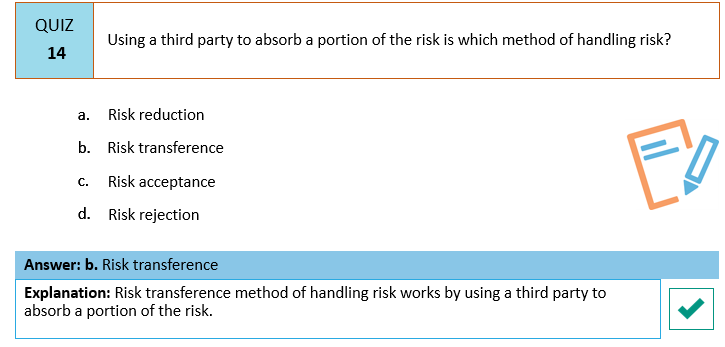 QUIZ
14
Using a third party to absorb a portion of the risk is which method of handling risk?
a. Risk reduction
b. Risk transference
c. Risk acceptance
d. Risk rejection
Answer: b. Risk transference
Explanation: Risk transference method of handling risk works by using a third party to
absorb a portion of the risk.